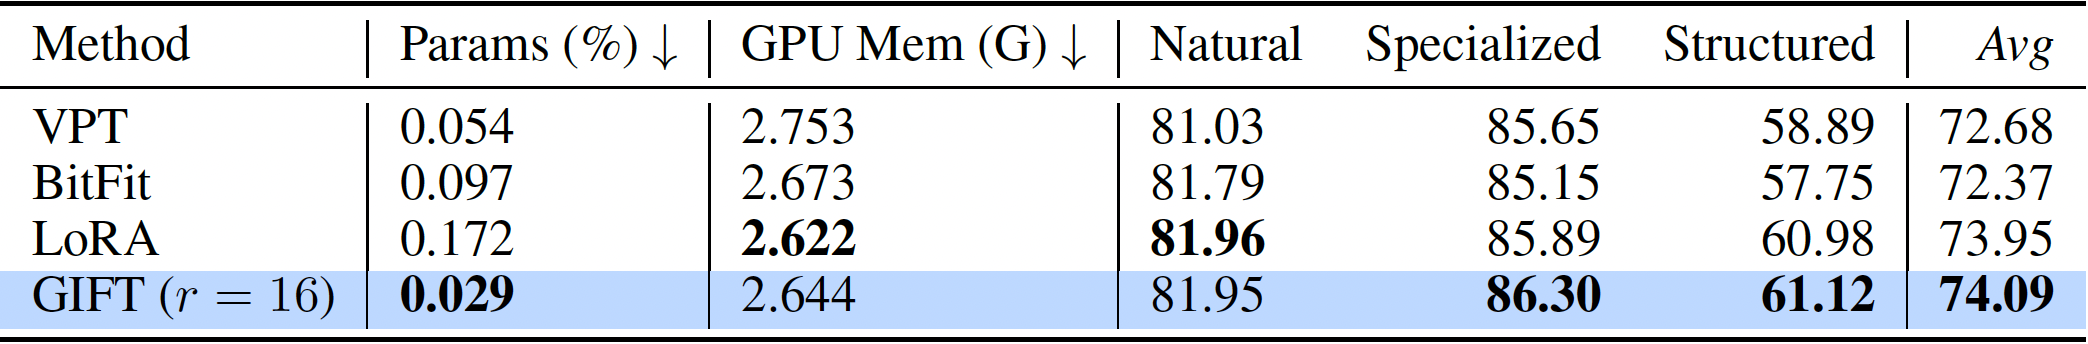 Method Params (%) ↓ GPU Mem (G) ↓ Natural Specialized Structured Avg
VPT 0.054 2.753 81.03 85.65 58.89 72.68
BitFit 0.097 2.673 81.79 85.15 57.75 72.37
LoRA 0.172 2.622 81.96 85.89 60.98 73.95
GIFT (r = 16) 0.029 2.644 81.95 86.30 61.12 74.09